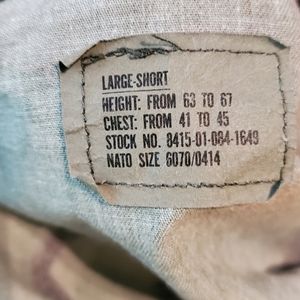 LARGE-SHORT
HEIGHT: FROM 63 TO 67
CHEST: FROM 41 TO 45
STOCK NO. 8415-01-084-1649
NATO SIZE 6070/0414